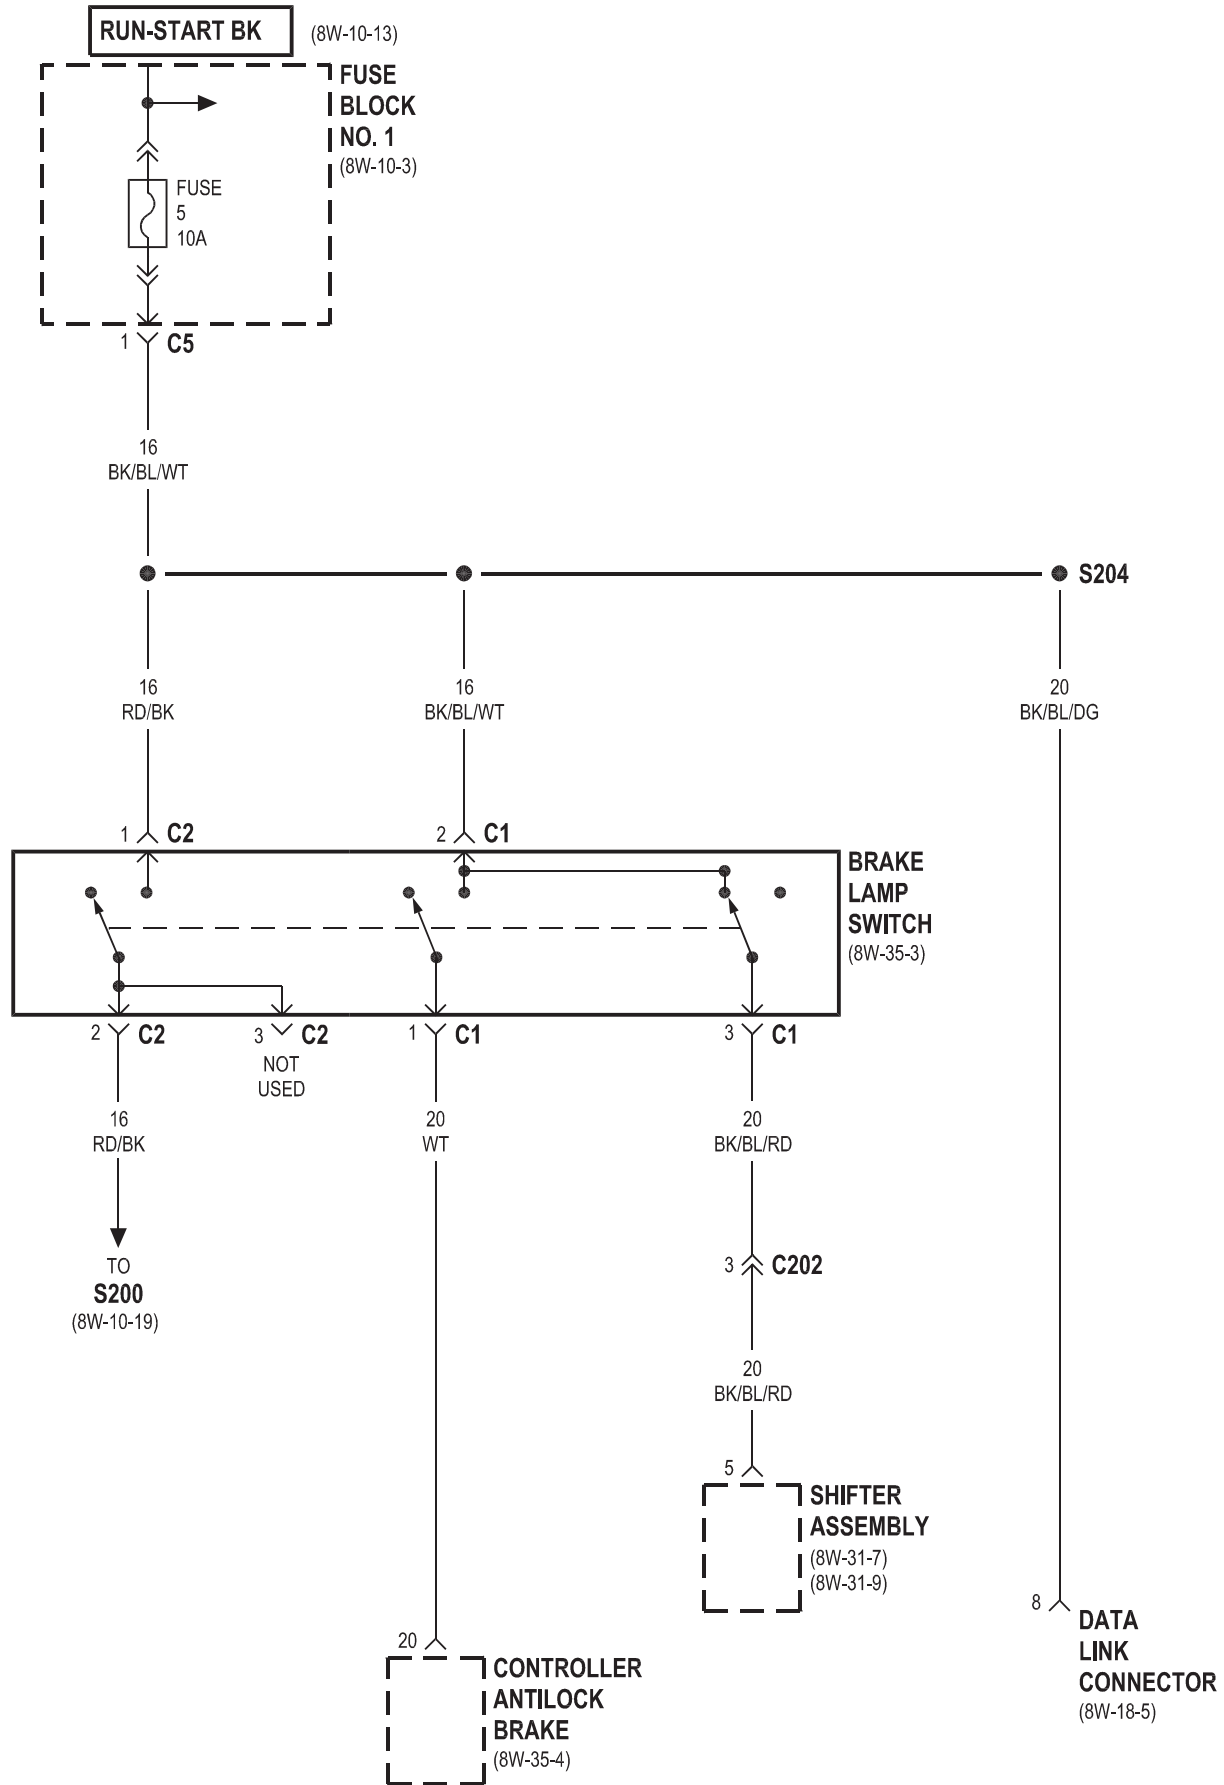 RUN-START BK (8W-10-13)
FUSE
BLOCK
NO. 1
(8W-10-3)
FUSE
5
10A
1 C5
16
BK/BL/WT
S204
16
RD/BK
16
BK/BL/WT
20
BK/BL/DG
1 C2
2 C1
BRAKE
LAMP
SWITCH
(8W-35-3)
2 C2
3 C2
NOT
USED
1 C1
3 C1
16
RD/BK
20
WT
20
BK/BL/RD
TO
S200
(8W-10-19)
3 C202
20
BK/BL/RD
5
SHIFTER
ASSEMBLY
(8W-31-7)
(8W-31-9)
8
DATA
LINK
CONNECTOR
(8W-18-5)
20
CONTROLLER
ANTILOCK
BRAKE
(8W-35-4)